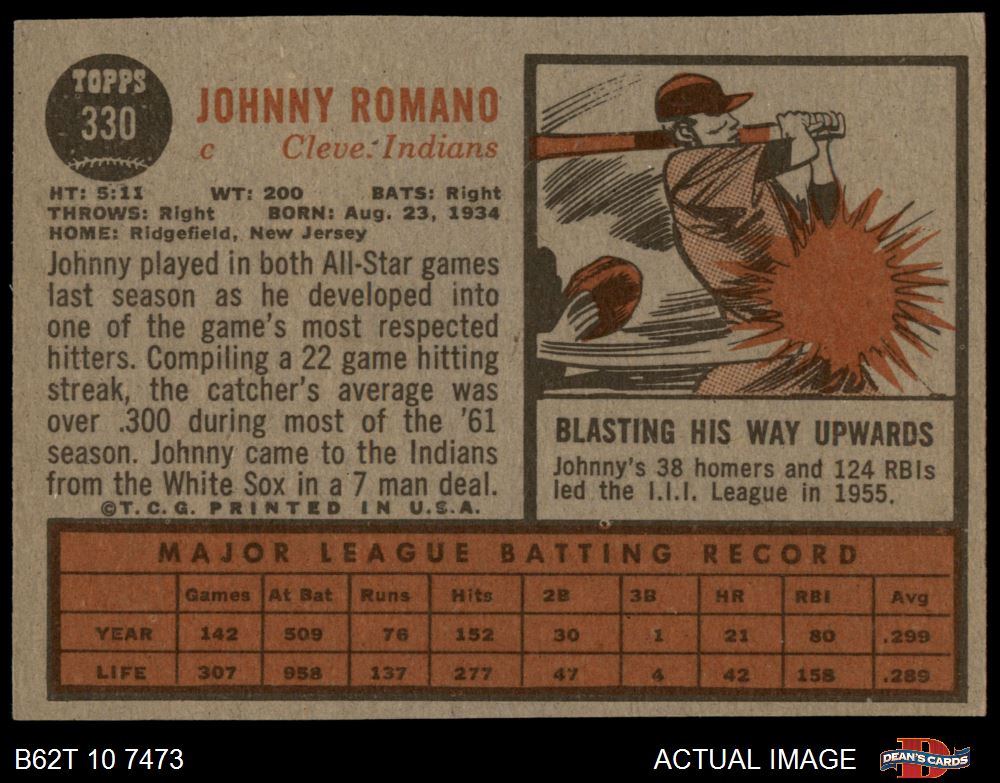 TOPPS
330
JOHNNY ROMANO
c Cleve. Indians
HT: 5:11 WT: 200 BATS: Right
THROWS: Right BORN: Aug. 23, 1934
HOME: Ridgefield, New Jersey
Johnny played in both All-Star games
last season as he developed into
one of the game's most respected
hitters. Compiling a 22 game hitting
streak, the catcher's average was
over .300 during most of the '61
season. Johnny came to the Indians
from the White Sox in a 7 man deal.
©T.C.G. PRINTED IN U.S.A.
BLASTING HIS WAY UPWARDS
Johnny's 38 homers and 124 RBIs
led the I.I.I. League in 1955.
MAJOR LEAGUE BATTING RECORD
Games At Bat Runs Hits 2B 3B HR RBI Avg
YEAR 142 509 76 152 30 1 21 80 .299
LIFE 307 958 137 277 47 4 42 158 .289
B62T 10 7473 ACTUAL IMAGE DEAN'S CARDS